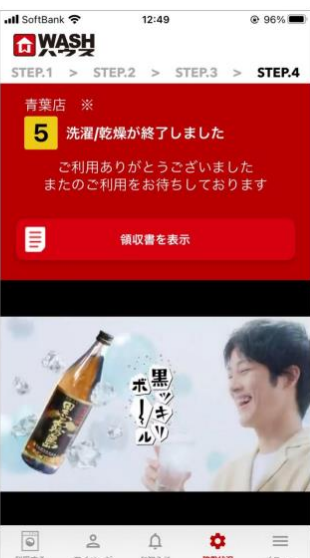 SoftBank 12:49 96%
WASH
ハウス
STEP.1 > STEP.2 > STEP.3 > STEP.4
青葉店 ※
5 洗濯/乾燥が終了しました
ご利用ありがとうございました
またのご利用をお待ちしております
領収書を表示
黒ッキリ
ボール
黒霧島